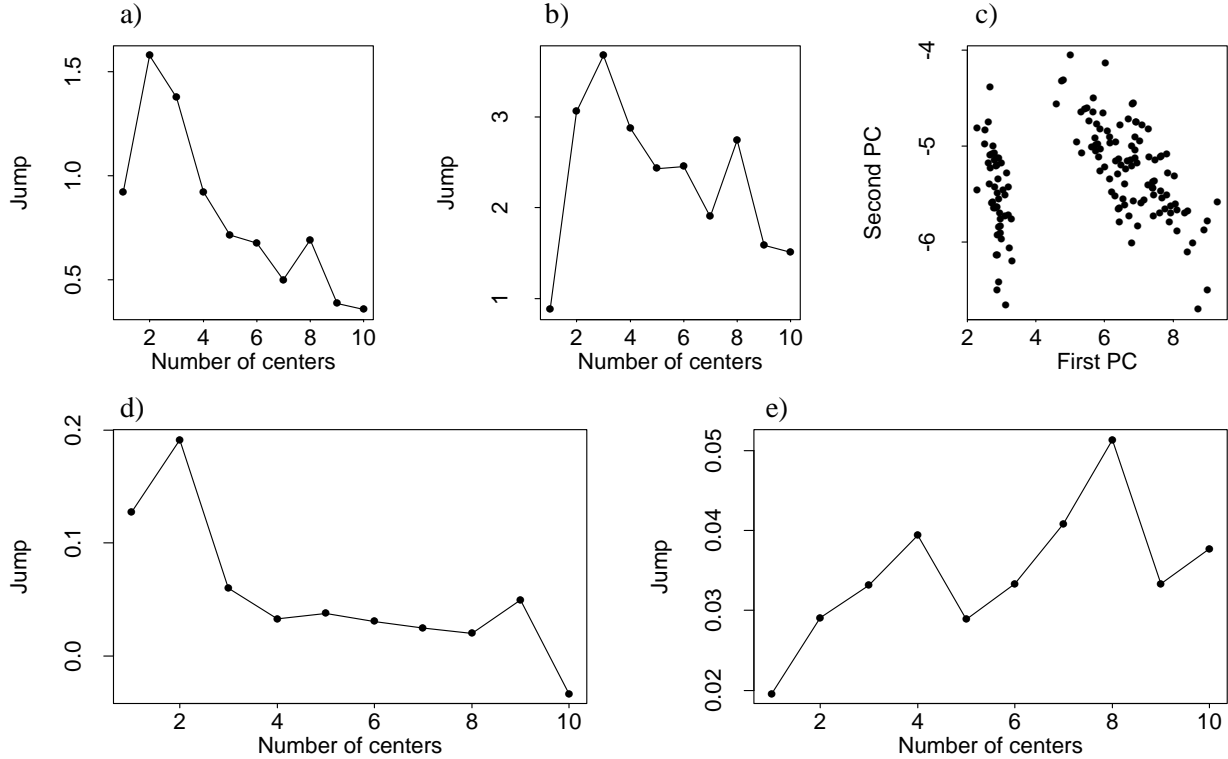 a)
Jump
0.5 1.0 1.5
2 4 6 8 10
Number of centers
b)
Jump
1 2 3
2 4 6 8 10
Number of centers
c)
Second PC
-6 -5 -4
2 4 6 8
First PC
d)
Jump
0.0 0.1 0.2
2 4 6 8 10
Number of centers
e)
Jump
0.02 0.03 0.04 0.05
2 4 6 8 10
Number of centers